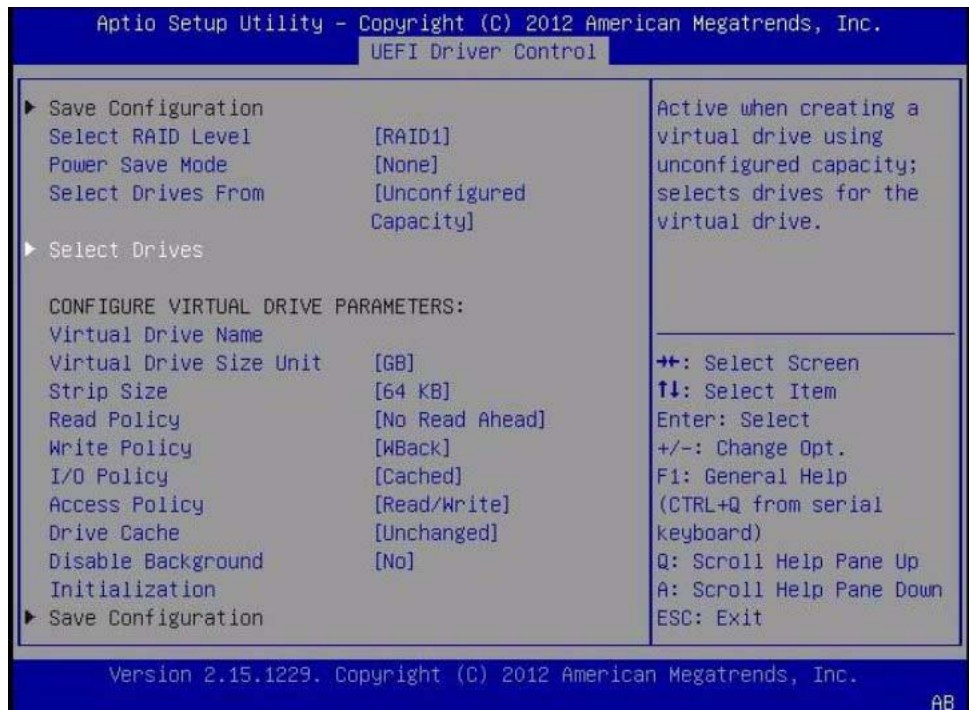 Aptio Setup Utility – Copyright (C) 2012 American Megatrends, Inc.
UEFI Driver Control
▶ Save Configuration
Select RAID Level [RAID1]
Power Save Mode [None]
Select Drives From [Unconfigured
Capacity]
▶ Select Drives
CONFIGURE VIRTUAL DRIVE PARAMETERS:
Virtual Drive Name
Virtual Drive Size Unit [GB]
Strip Size [64 KB]
Read Policy [No Read Ahead]
Write Policy [WBack]
I/O Policy [Cached]
Access Policy [Read/Write]
Drive Cache [Unchanged]
Disable Background [No]
Initialization
▶ Save Configuration
Active when creating a
virtual drive using
unconfigured capacity;
selects drives for the
virtual drive.
→←: Select Screen
↑↓: Select Item
Enter: Select
+/-: Change Opt.
F1: General Help
(CTRL+Q from serial
keyboard)
Q: Scroll Help Pane Up
A: Scroll Help Pane Down
ESC: Exit
Version 2.15.1229. Copyright (C) 2012 American Megatrends, Inc.
AB